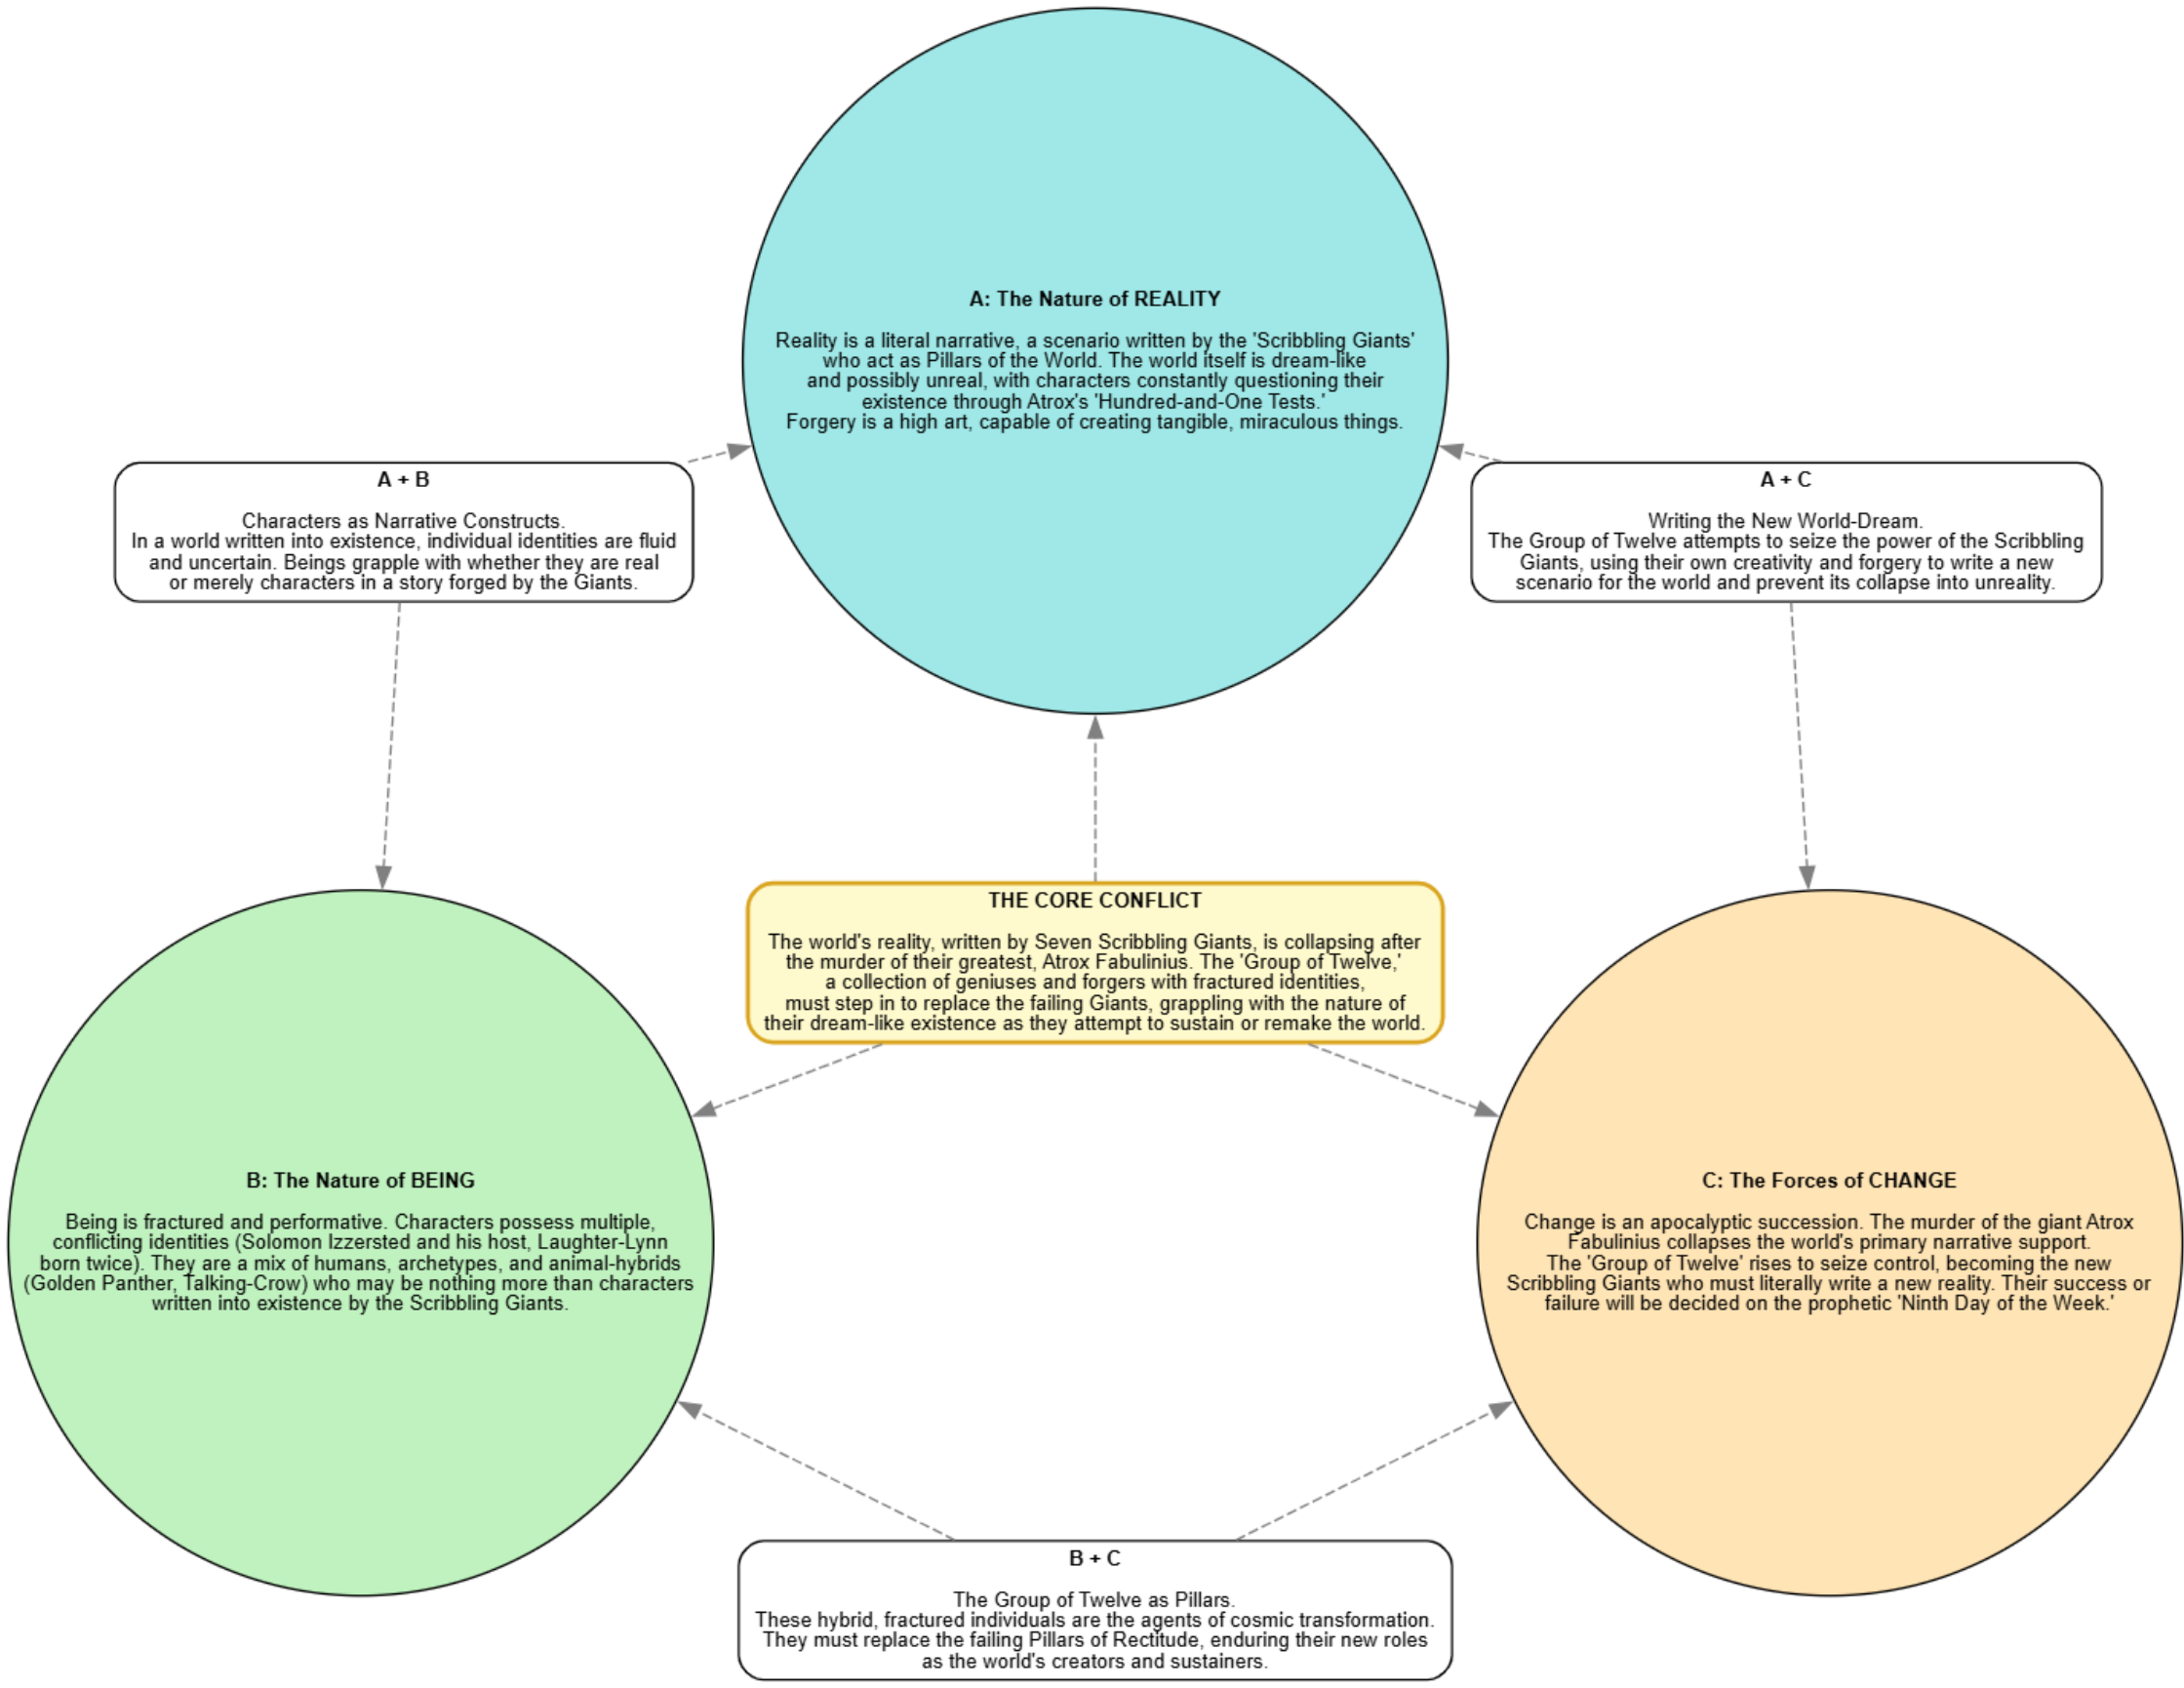 A: The Nature of REALITY
Reality is a literal narrative, a scenario written by the 'Scribbling Giants'
who act as Pillars of the World. The world itself is dream-like
and possibly unreal, with characters constantly questioning their
existence through Atrox's 'Hundred-and-One Tests.'
Forgery is a high art, capable of creating tangible, miraculous things.
A + B
Characters as Narrative Constructs.
In a world written into existence, individual identities are fluid
and uncertain. Beings grapple with whether they are real
or merely characters in a story forged by the Giants.
A + C
Writing the New World-Dream.
The Group of Twelve attempts to seize the power of the Scribbling
Giants, using their own creativity and forgery to write a new
scenario for the world and prevent its collapse into unreality.
THE CORE CONFLICT
The world's reality, written by Seven Scribbling Giants, is collapsing after
the murder of their greatest, Atrox Fabulinius. The 'Group of Twelve,'
a collection of geniuses and forgers with fractured identities,
must step in to replace the failing Giants, grappling with the nature of
their dream-like existence as they attempt to sustain or remake the world.
B: The Nature of BEING
Being is fractured and performative. Characters possess multiple,
conflicting identities (Solomon Izzersted and his host, Laughter-Lynn
born twice). They are a mix of humans, archetypes, and animal-hybrids
(Golden Panther, Talking-Crow) who may be nothing more than characters
written into existence by the Scribbling Giants.
C: The Forces of CHANGE
Change is an apocalyptic succession. The murder of the giant Atrox
Fabulinius collapses the world's primary narrative support.
The 'Group of Twelve' rises to seize control, becoming the new
Scribbling Giants who must literally write a new reality. Their success or
failure will be decided on the prophetic 'Ninth Day of the Week.'
B + C
The Group of Twelve as Pillars.
These hybrid, fractured individuals are the agents of cosmic transformation.
They must replace the failing Pillars of Rectitude, enduring their new roles
as the world's creators and sustainers.